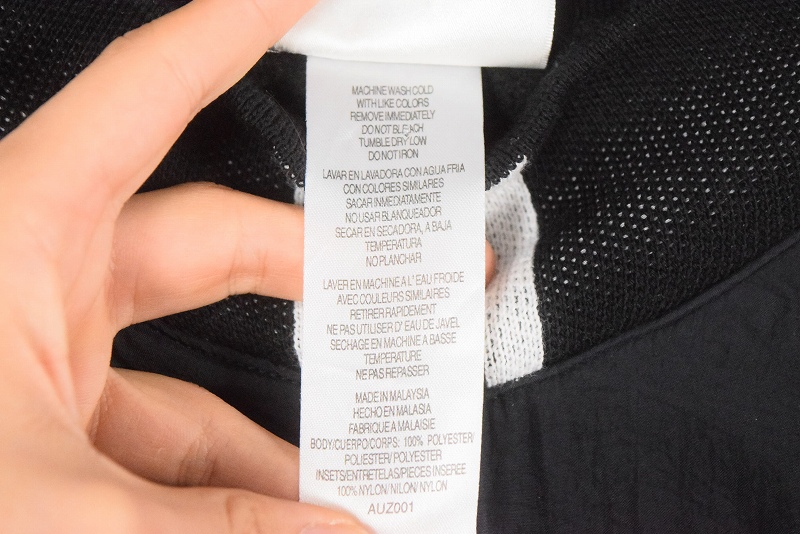 MACHINE WASH COLD
WITH LIKE COLORS
REMOVE IMMEDIATELY
DO NOT BLEACH
TUMBLE DRY LOW
DO NOT IRON
LAVAR EN LAVADORA CON AGUA FRIA
CON COLORES SIMILARES
SACAR INMEDIATAMENTE
NO USAR BLANQUEADOR
SECAR EN SECADORA, A BAJA
TEMPERATURA
NO PLANCHAR
LAVER EN MACHINE A L' EAU FROIDE
AVEC COULEURS SIMILAIRES
RETIRER RAPIDEMENT
NE PAS UTILISER D' EAU DE JAVEL
SECHAGE EN MACHINE A BASSE
TEMPERATURE
NE PAS REPASSER
MADE IN MALAYSIA
HECHO EN MALASIA
FABRIQUE A MALAISIE
BODY/CUERPO/CORPS: 100% POLYESTER/
POLIESTER/ POLYESTER
INSETS/ENTRETELAS/PIECES INSEREE
100% NYLON/ NILON/ NYLON
AUZ001